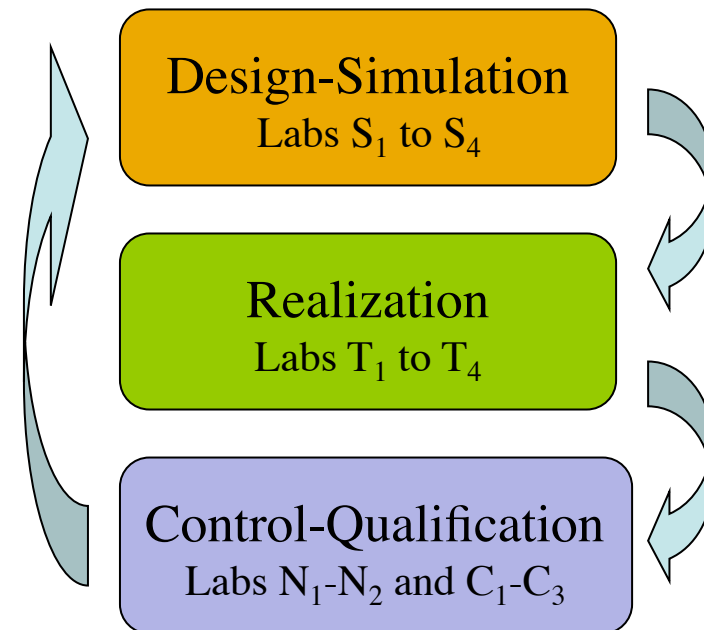 Design-Simulation
Labs S₁ to S₄
Realization
Labs T₁ to T₄
Control-Qualification
Labs N₁-N₂ and C₁-C₃